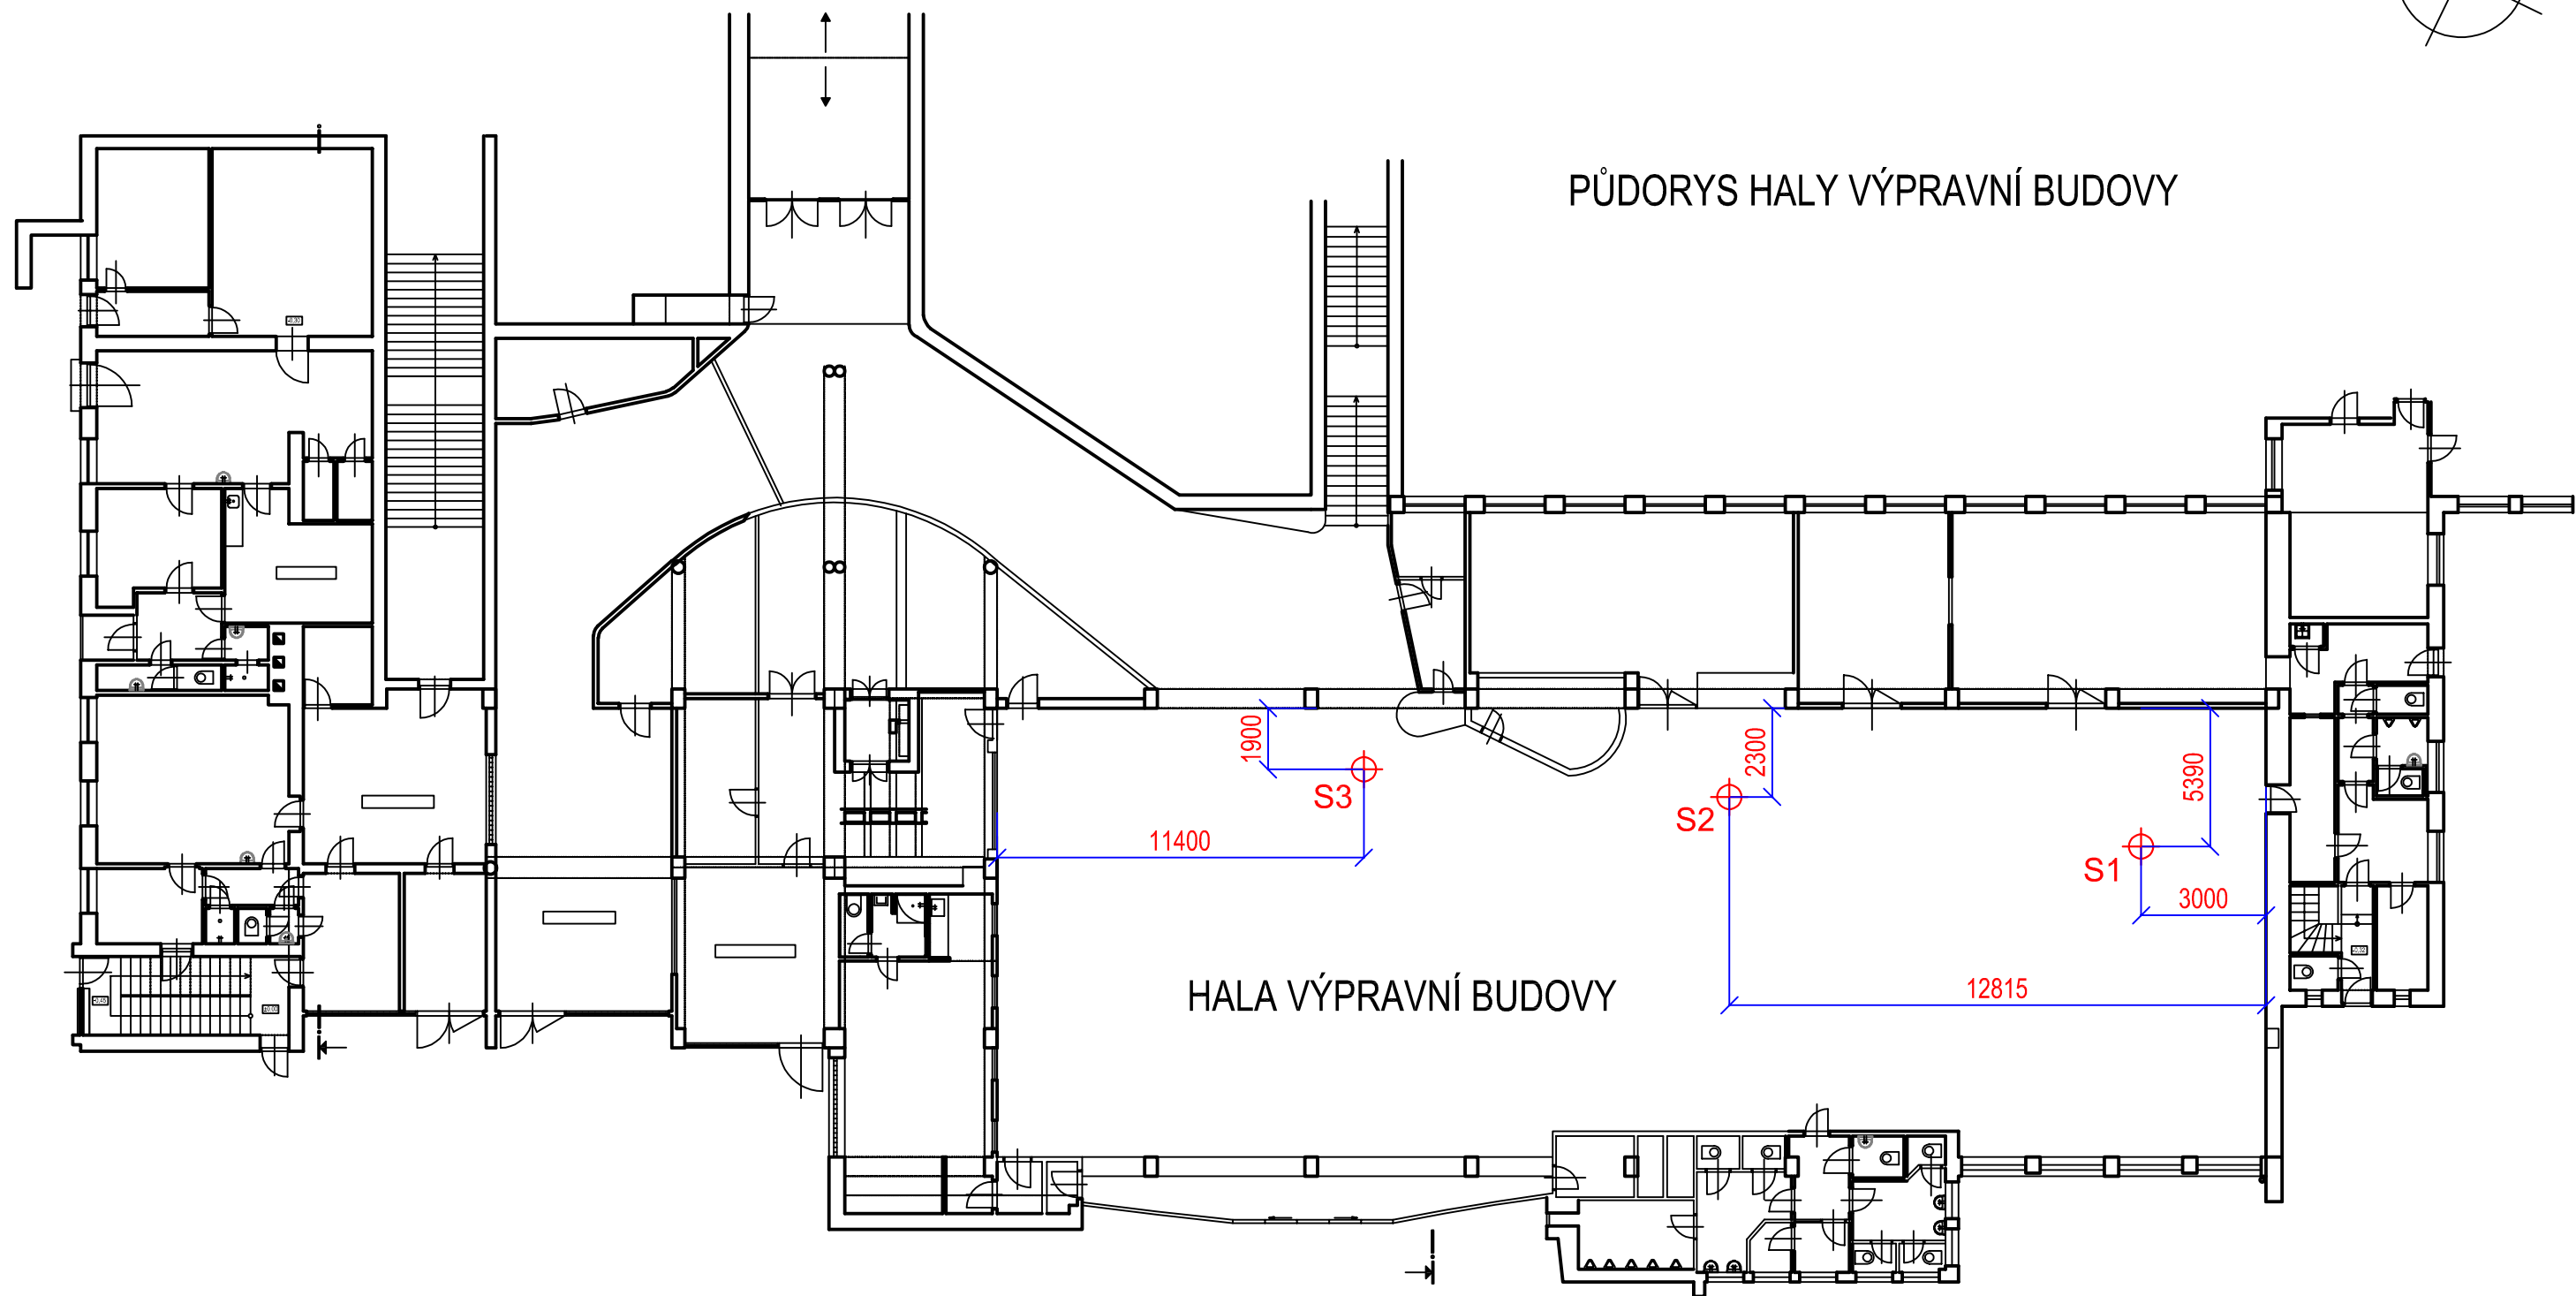 PŮDORYS HALY VÝPRAVNÍ BUDOVY
1900
S3
11400
2300
S2
5390
S1
3000
12815
HALA VÝPRAVNÍ BUDOVY